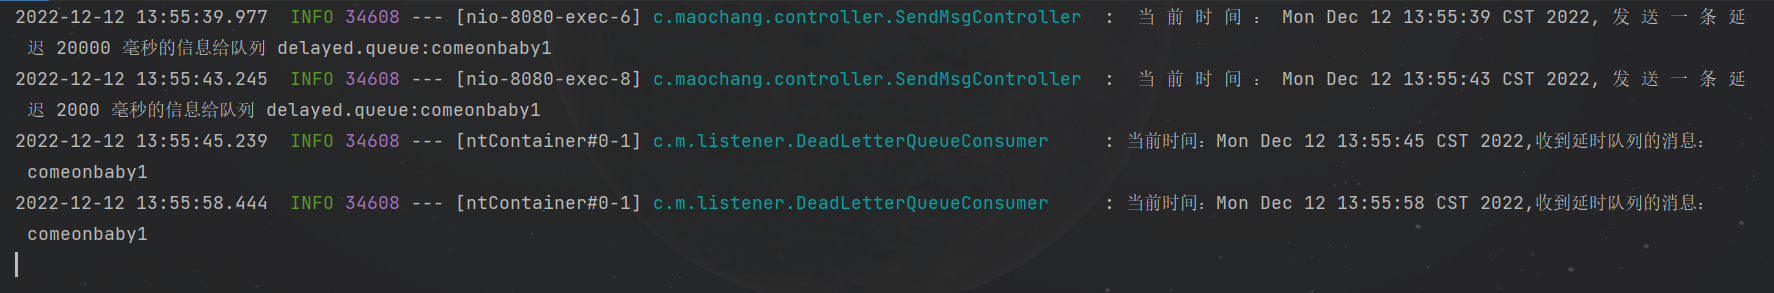 2022-12-12 13:55:39.977  INFO 34608 --- [nio-8080-exec-6] c.maochang.controller.SendMsgController  :  当 前 时 间 ： Mon Dec 12 13:55:39 CST 2022, 发 送 一 条 延
迟 20000 毫秒的信息给队列 delayed.queue:comeonbaby1
2022-12-12 13:55:43.245  INFO 34608 --- [nio-8080-exec-8] c.maochang.controller.SendMsgController  :  当 前 时 间 ： Mon Dec 12 13:55:43 CST 2022, 发 送 一 条 延
迟 2000 毫秒的信息给队列 delayed.queue:comeonbaby1
2022-12-12 13:55:45.239  INFO 34608 --- [ntContainer#0-1] c.m.listener.DeadLetterQueueConsumer     : 当前时间：Mon Dec 12 13:55:45 CST 2022,收到延时队列的消息：
comeonbaby1
2022-12-12 13:55:58.444  INFO 34608 --- [ntContainer#0-1] c.m.listener.DeadLetterQueueConsumer     : 当前时间：Mon Dec 12 13:55:58 CST 2022,收到延时队列的消息：
comeonbaby1